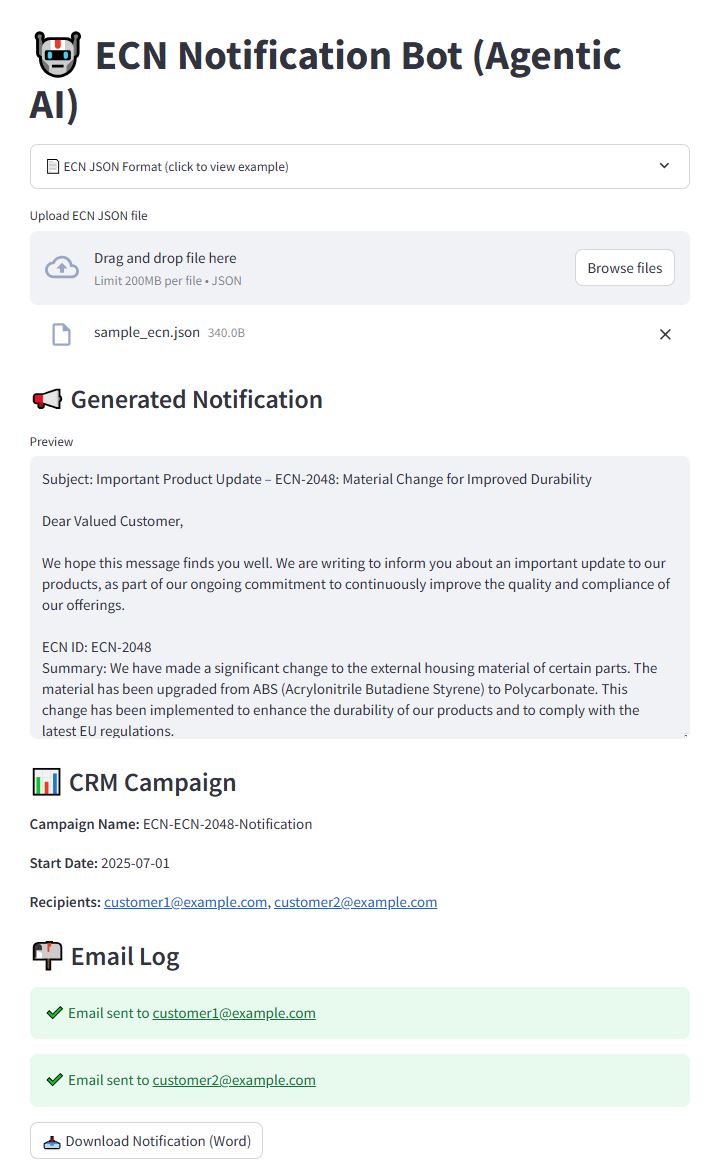 ECN Notification Bot (Agentic
AI)
ECN JSON Format (click to view example)
Upload ECN JSON file
Drag and drop file here
Limit 200MB per file • JSON
Browse files
sample_ecn.json 340.0B
Generated Notification
Preview
Subject: Important Product Update – ECN-2048: Material Change for Improved Durability
Dear Valued Customer,
We hope this message finds you well. We are writing to inform you about an important update to our
products, as part of our ongoing commitment to continuously improve the quality and compliance of
our offerings.
ECN ID: ECN-2048
Summary: We have made a significant change to the external housing material of certain parts. The
material has been upgraded from ABS (Acrylonitrile Butadiene Styrene) to Polycarbonate. This
change has been implemented to enhance the durability of our products and to comply with the
latest EU regulations.
CRM Campaign
Campaign Name: ECN-ECN-2048-Notification
Start Date: 2025-07-01
Recipients: customer1@example.com, customer2@example.com
Email Log
Email sent to customer1@example.com
Email sent to customer2@example.com
Download Notification (Word)